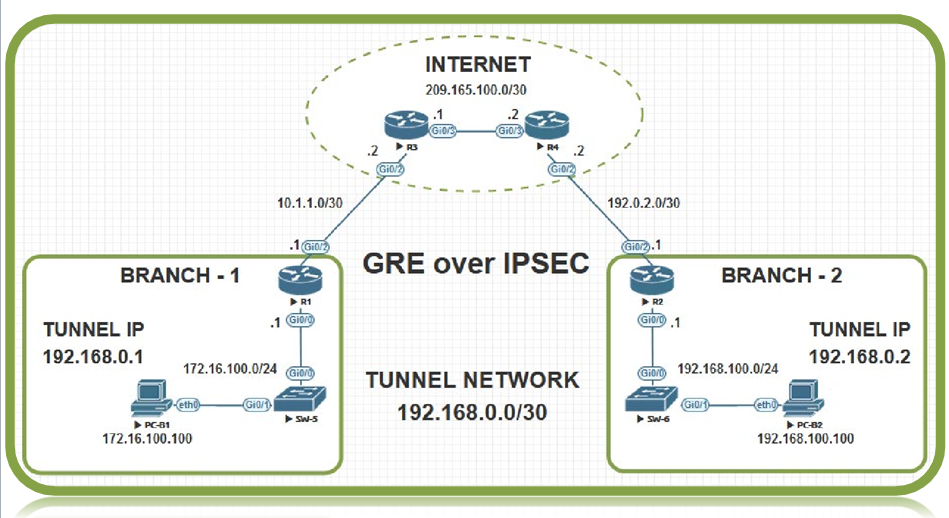 INTERNET
209.165.100.0/30
.1
.2
Gi0/3
Gi0/3
R3
R4
.2
.2
Gi0/2
Gi0/2
10.1.1.0/30
192.0.2.0/30
.1
Gi0/2
Gi0/2
.1
GRE over IPSEC
BRANCH - 1
R1
BRANCH - 2
R2
.1
Gi0/0
Gi0/0
.1
TUNNEL IP
192.168.0.1
TUNNEL IP
192.168.0.2
172.16.100.0/24
Gi0/0
Gi0/0
192.168.100.0/24
TUNNEL NETWORK
192.168.0.0/30
eth0
Gi0/1
Gi0/1
eth0
PC-B1
SW-5
SW-6
PC-B2
172.16.100.100
192.168.100.100